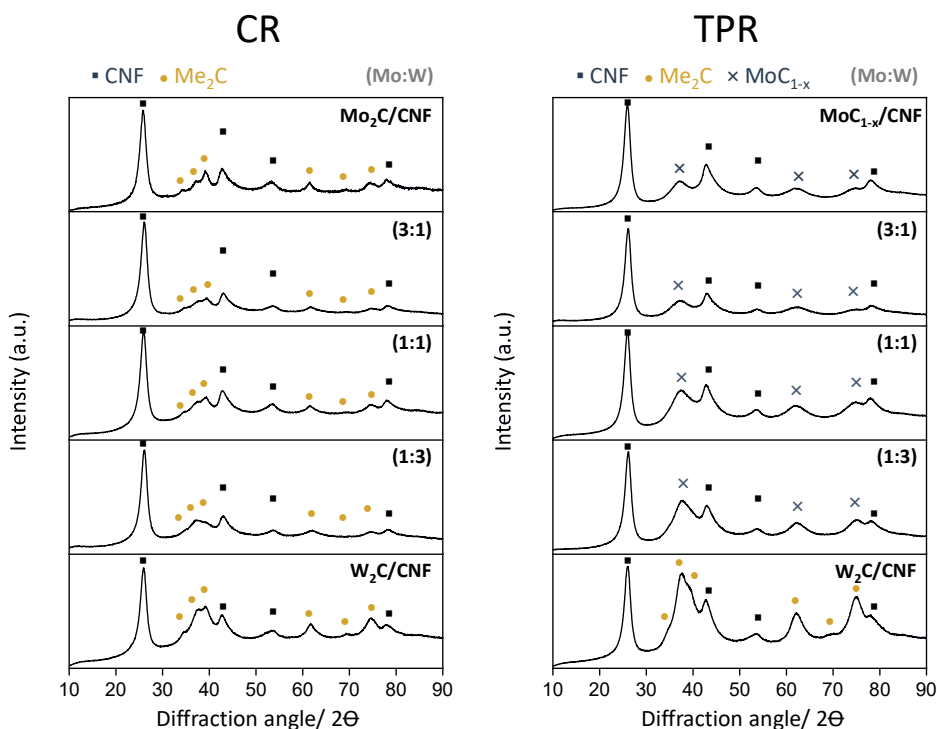 CR
■ CNF ● Me₂C (Mo:W)
Mo₂C/CNF
(3:1)
(1:1)
(1:3)
W₂C/CNF
Intensity (a.u.)
10 20 30 40 50 60 70 80 90
Diffraction angle/ 2ϴ
TPR
■ CNF ● Me₂C × MoC₁₋ₓ (Mo:W)
MoC₁₋ₓ/CNF
(3:1)
(1:1)
(1:3)
W₂C/CNF
Intensity (a.u.)
10 20 30 40 50 60 70 80 90
Diffraction angle/ 2ϴ